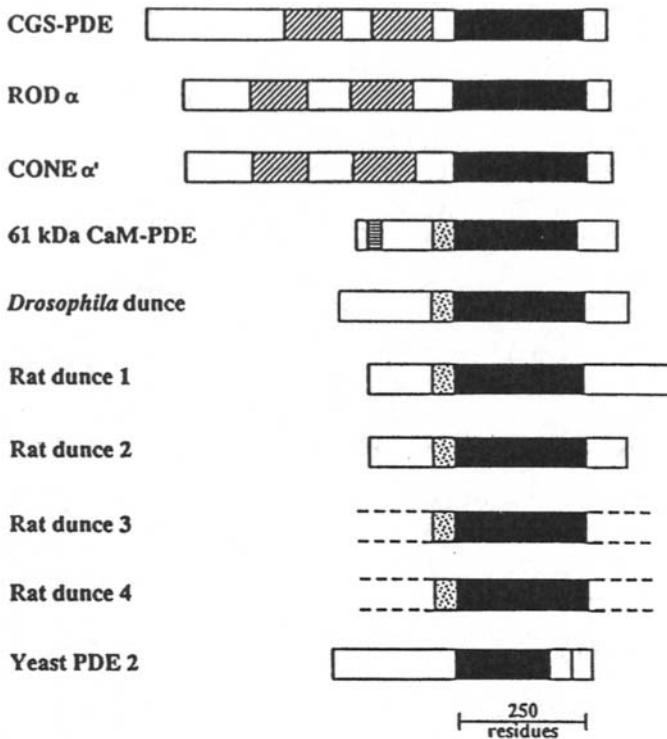 CGS-PDE
ROD α
CONE α'
61 kDa CaM-PDE
Drosophila dunce
Rat dunce 1
Rat dunce 2
Rat dunce 3
Rat dunce 4
Yeast PDE 2
250
residues